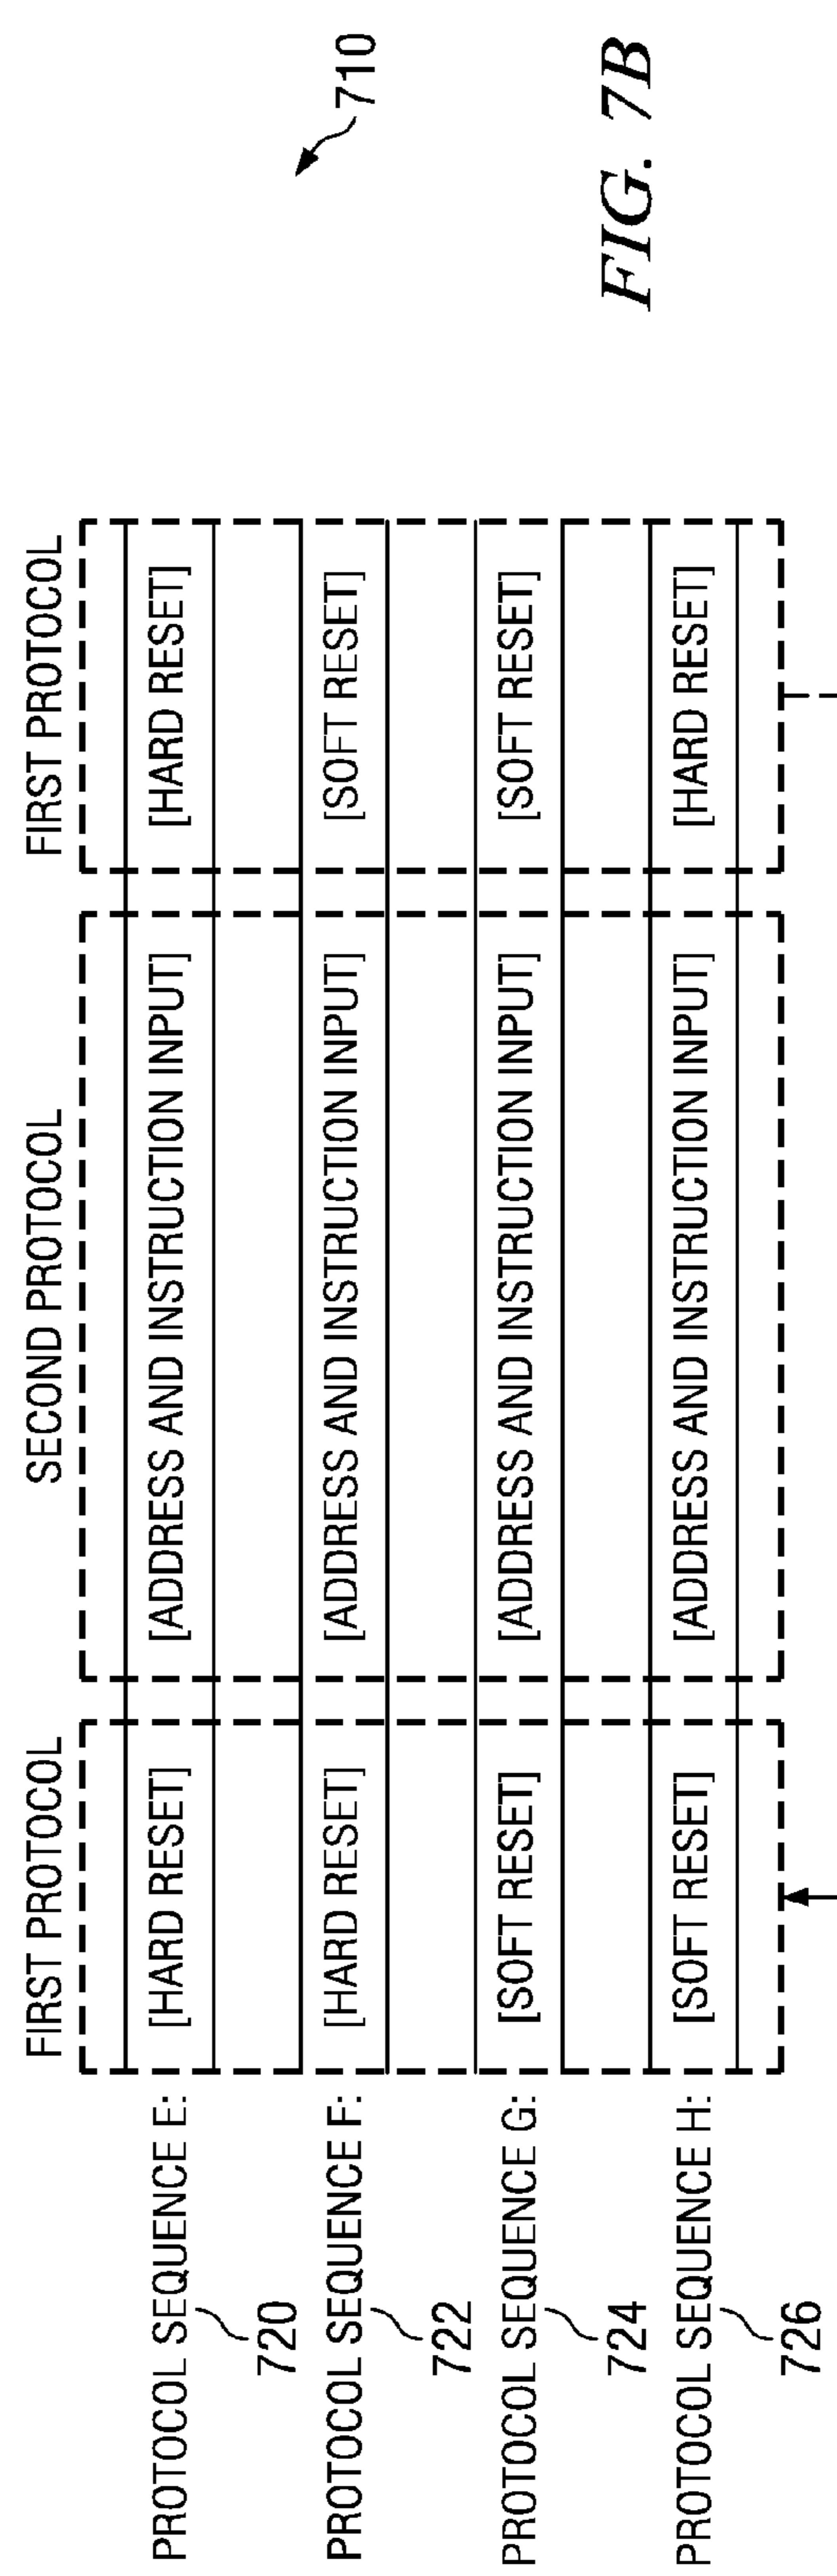 FIRST PROTOCOL SECOND PROTOCOL FIRST PROTOCOL
PROTOCOL SEQUENCE E: [HARD RESET] [ADDRESS AND INSTRUCTION INPUT] [HARD RESET]
720
PROTOCOL SEQUENCE F: [HARD RESET] [ADDRESS AND INSTRUCTION INPUT] [SOFT RESET]
722
PROTOCOL SEQUENCE G: [SOFT RESET] [ADDRESS AND INSTRUCTION INPUT] [SOFT RESET]
724
PROTOCOL SEQUENCE H: [SOFT RESET] [ADDRESS AND INSTRUCTION INPUT] [HARD RESET]
726
710
FIG. 7B